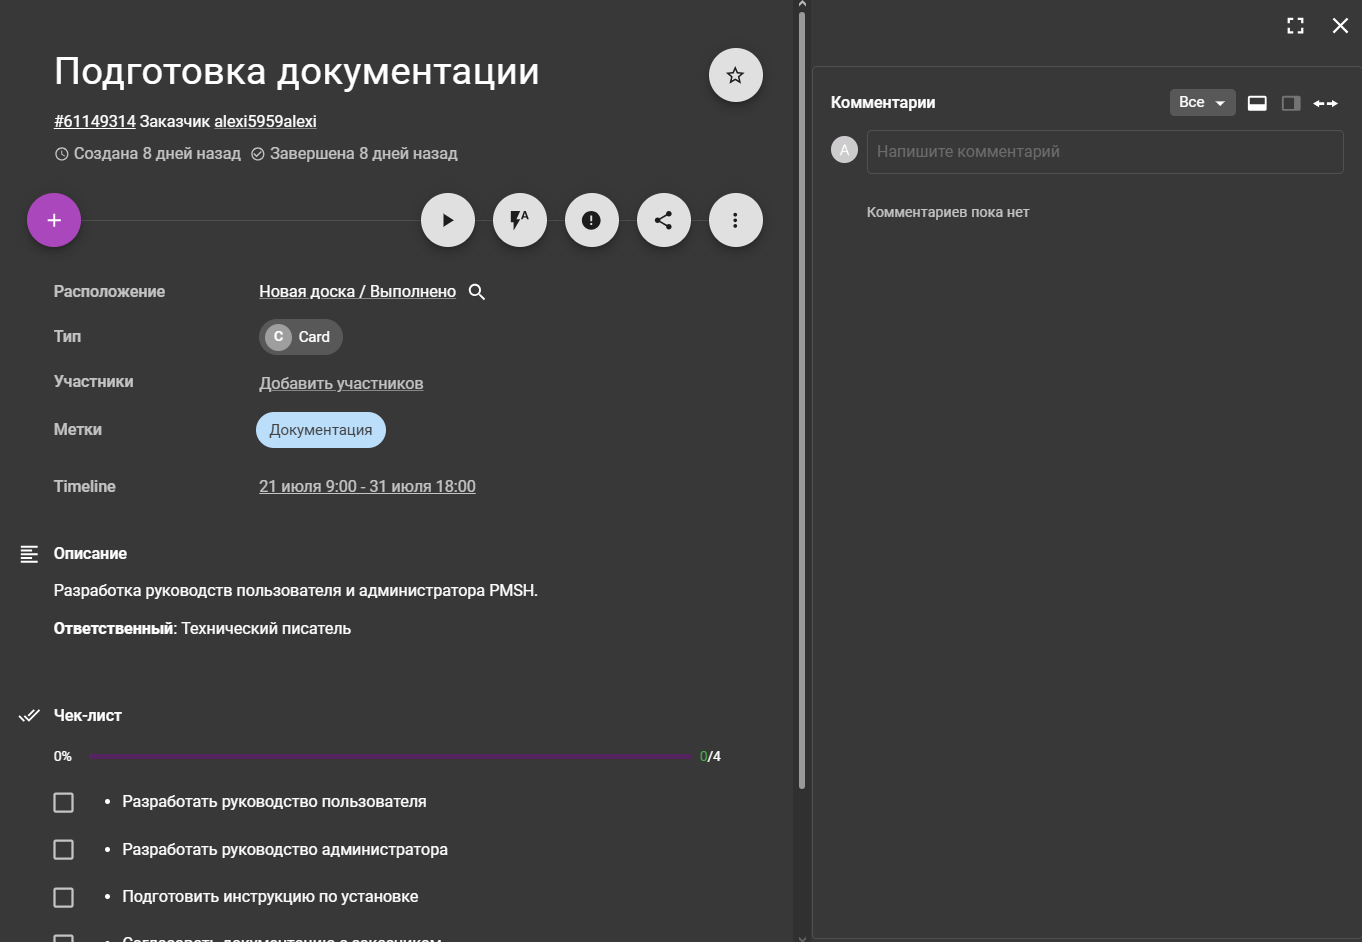 Подготовка документации
#61149314 Заказчик alexi5959alexi
Создана 8 дней назад Завершена 8 дней назад
Расположение Новая доска / Выполнено
Тип C Card
Участники Добавить участников
Метки Документация
Timeline 21 июля 9:00 - 31 июля 18:00
Описание
Разработка руководств пользователя и администратора PMSH.
Ответственный: Технический писатель
Чек-лист
0% 0/4
• Разработать руководство пользователя
• Разработать руководство администратора
• Подготовить инструкцию по установке
• Согласовать документацию с заказчиком
Комментарии Все
A Напишите комментарий
Комментариев пока нет